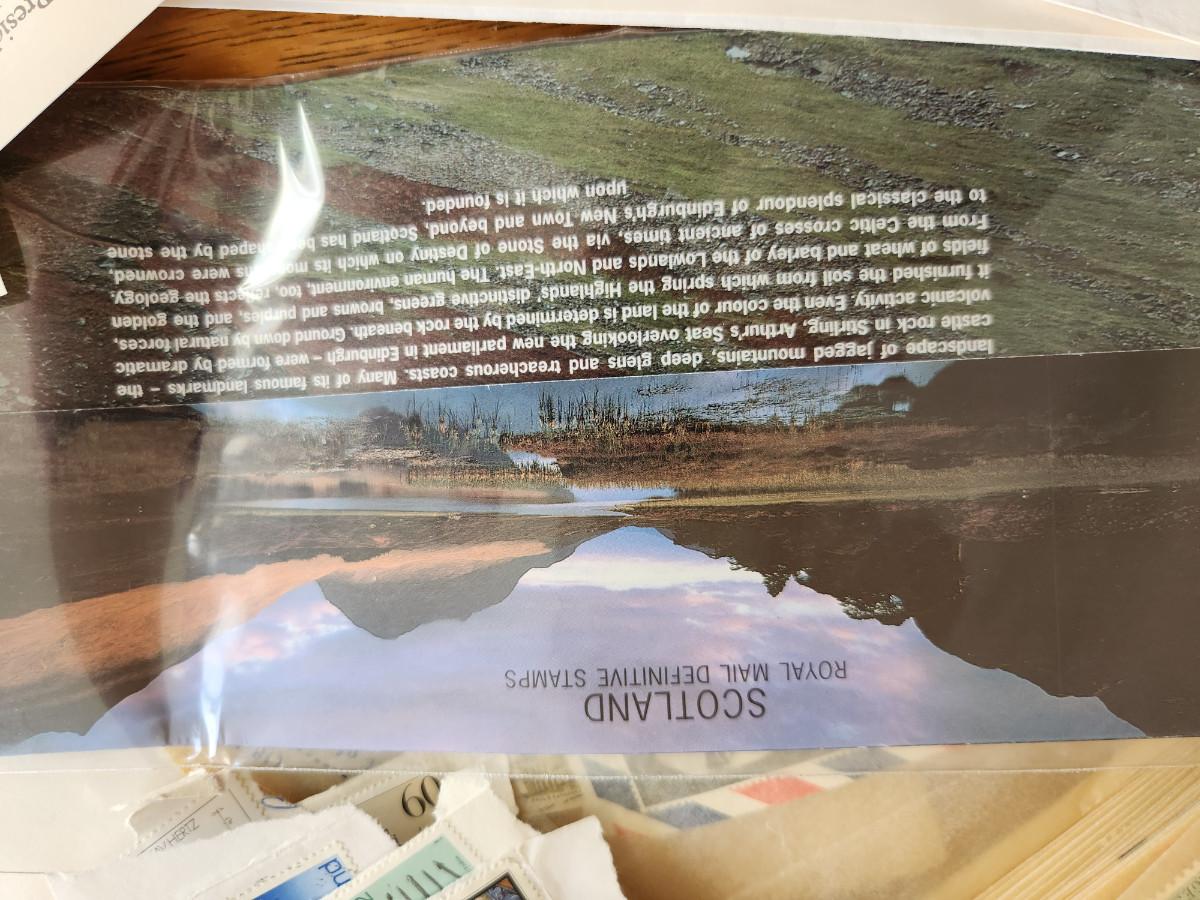 SCOTLAND
ROYAL MAIL DEFINITIVE STAMPS
landscape of jagged mountains, deep glens and treacherous coasts. Many of its famous landmarks – the
castle rock in Stirling, Arthur's Seat overlooking the new parliament in Edinburgh – were formed by dramatic
volcanic activity. Even the colour of the land is determined by the rock beneath. Ground down by natural forces,
it furnished the soil from which spring the Highlands' distinctive greens, browns and purples, and the golden
fields of wheat and barley of the Lowlands and North-East. The human environment, too, reflects the geology.
From the Celtic crosses of ancient times, via the Stone of Destiny on which its were crowned,
to the classical splendour of Edinburgh's New Town and beyond, Scotland has shaped by the stone
upon which it is founded.
60
HERTZ